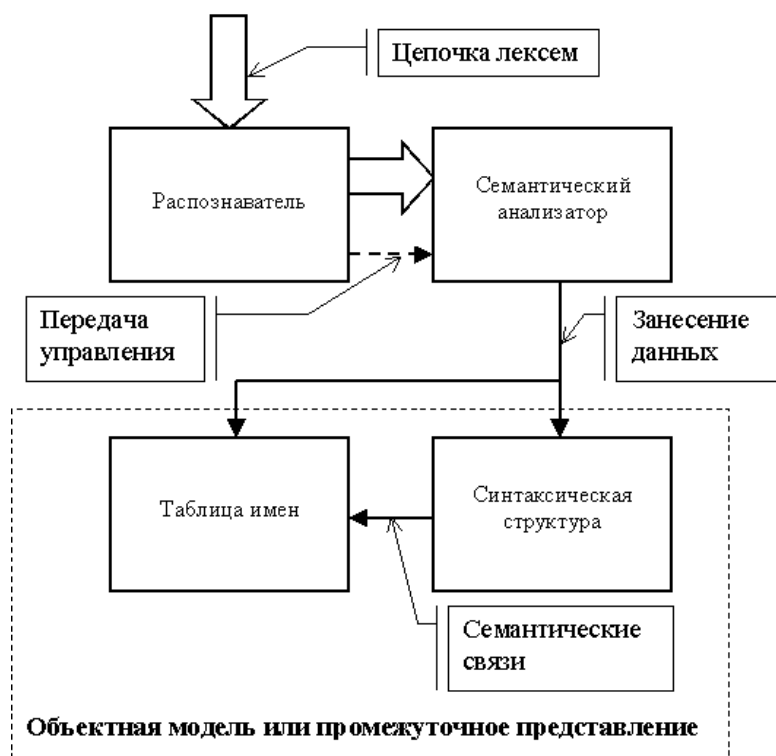 Цепочка лексем
Распознаватель
Семантический
анализатор
Передача
управления
Занесение
данных
Таблица имен
Синтаксическая
структура
Семантические
связи
Объектная модель или промежуточное представление